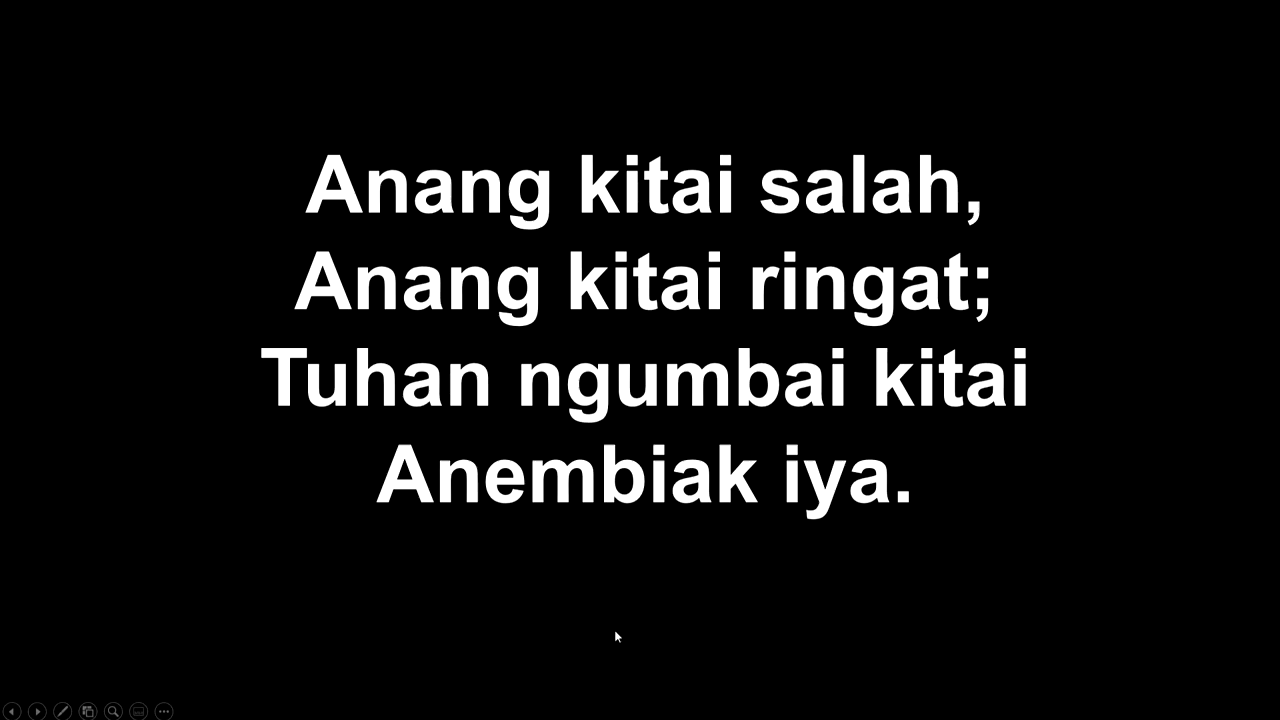 Anang kitai salah,
Anang kitai ringat;
Tuhan ngumbai kitai
Anembiak iya.